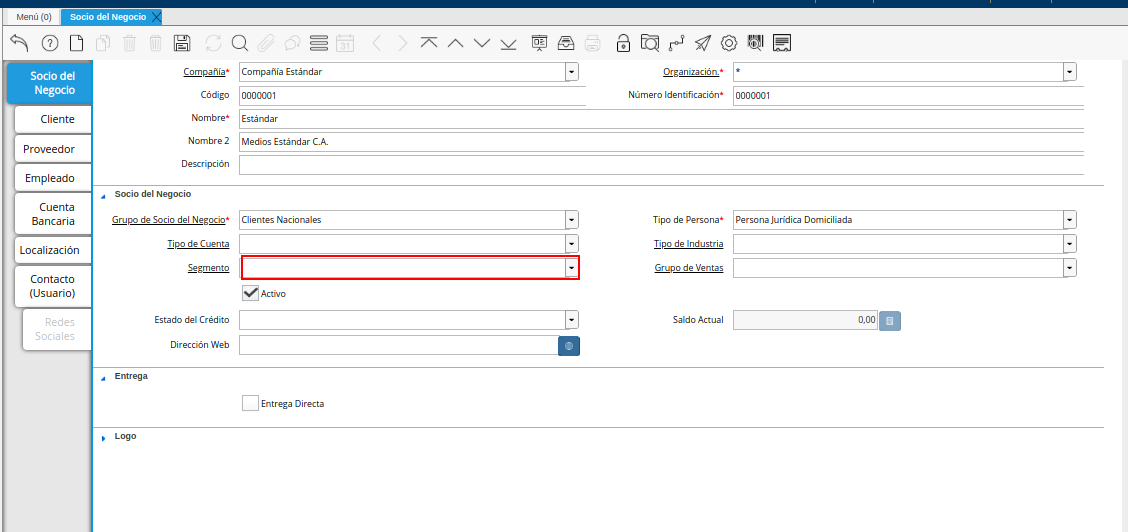 Menú (0)
Socio del Negocio
31
Socio del
Negocio
Cliente
Proveedor
Empleado
Cuenta
Bancaria
Localización
Contacto
(Usuario)
Redes
Sociales
Compañía* Compañía Estándar
Organización.* *
Código 0000001
Número Identificación* 0000001
Nombre* Estándar
Nombre 2 Medios Estándar C.A.
Descripción
Socio del Negocio
Grupo de Socio del Negocio* Clientes Nacionales
Tipo de Persona* Persona Jurídica Domiciliada
Tipo de Cuenta
Tipo de Industria
Segmento
Grupo de Ventas
Activo
Estado del Crédito
Saldo Actual 0,00
Dirección Web
Entrega
Entrega Directa
Logo